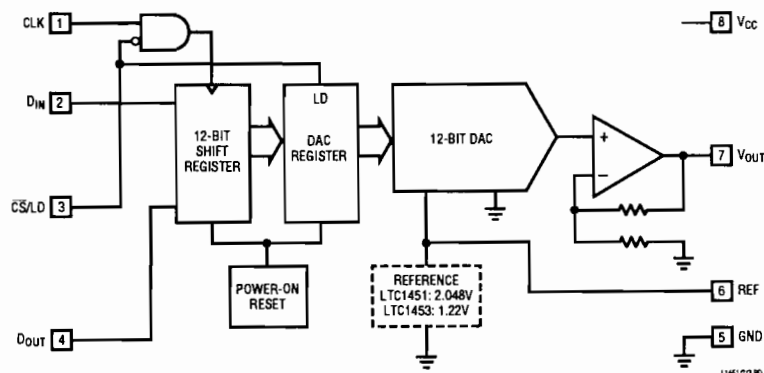 CLK 1
8 VCC
LD
DIN 2
12-BIT
SHIFT
REGISTER
DAC
REGISTER
12-BIT DAC
+
−
7 VOUT
CS/LD 3
POWER-ON
RESET
REFERENCE
LTC1451: 2.048V
LTC1453: 1.22V
6 REF
DOUT 4
5 GND